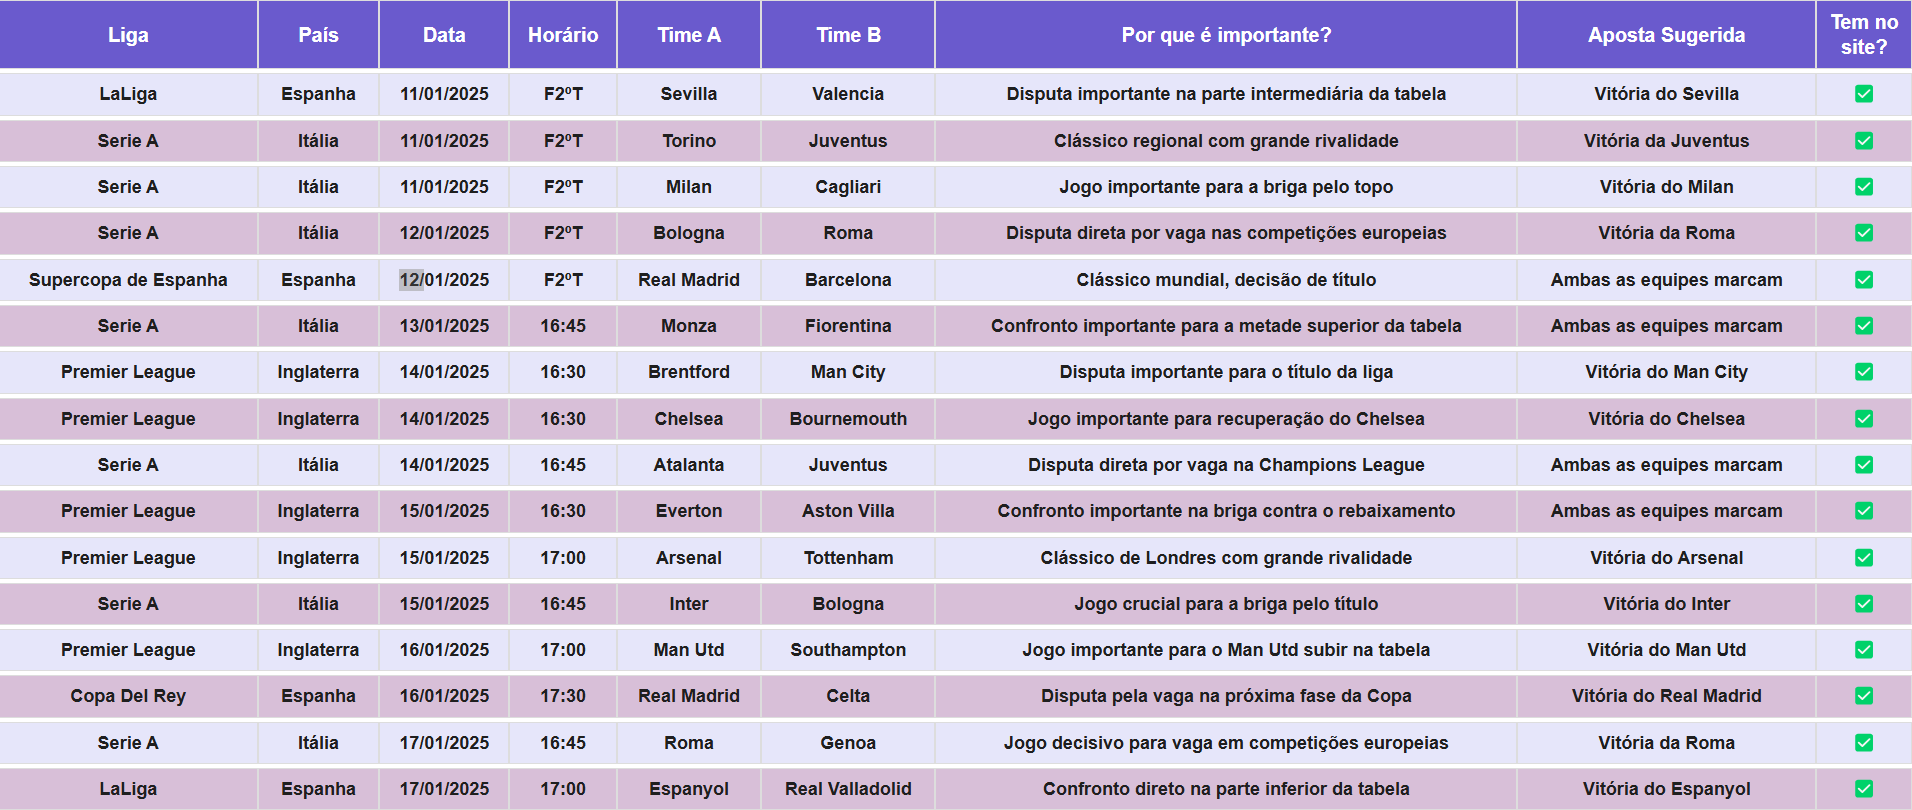 Liga País Data Horário Time A Time B Por que é importante? Aposta Sugerida Tem no site?
LaLiga Espanha 11/01/2025 F2ºT Sevilla Valencia Disputa importante na parte intermediária da tabela Vitória do Sevilla ✅
Serie A Itália 11/01/2025 F2ºT Torino Juventus Clássico regional com grande rivalidade Vitória da Juventus ✅
Serie A Itália 11/01/2025 F2ºT Milan Cagliari Jogo importante para a briga pelo topo Vitória do Milan ✅
Serie A Itália 12/01/2025 F2ºT Bologna Roma Disputa direta por vaga nas competições europeias Vitória da Roma ✅
Supercopa de Espanha Espanha 12/01/2025 F2ºT Real Madrid Barcelona Clássico mundial, decisão de título Ambas as equipes marcam ✅
Serie A Itália 13/01/2025 16:45 Monza Fiorentina Confronto importante para a metade superior da tabela Ambas as equipes marcam ✅
Premier League Inglaterra 14/01/2025 16:30 Brentford Man City Disputa importante para o título da liga Vitória do Man City ✅
Premier League Inglaterra 14/01/2025 16:30 Chelsea Bournemouth Jogo importante para recuperação do Chelsea Vitória do Chelsea ✅
Serie A Itália 14/01/2025 16:45 Atalanta Juventus Disputa direta por vaga na Champions League Ambas as equipes marcam ✅
Premier League Inglaterra 15/01/2025 16:30 Everton Aston Villa Confronto importante na briga contra o rebaixamento Ambas as equipes marcam ✅
Premier League Inglaterra 15/01/2025 17:00 Arsenal Tottenham Clássico de Londres com grande rivalidade Vitória do Arsenal ✅
Serie A Itália 15/01/2025 16:45 Inter Bologna Jogo crucial para a briga pelo título Vitória do Inter ✅
Premier League Inglaterra 16/01/2025 17:00 Man Utd Southampton Jogo importante para o Man Utd subir na tabela Vitória do Man Utd ✅
Copa Del Rey Espanha 16/01/2025 17:30 Real Madrid Celta Disputa pela vaga na próxima fase da Copa Vitória do Real Madrid ✅
Serie A Itália 17/01/2025 16:45 Roma Genoa Jogo decisivo para vaga em competições europeias Vitória da Roma ✅
LaLiga Espanha 17/01/2025 17:00 Espanyol Real Valladolid Confronto direto na parte inferior da tabela Vitória do Espanyol ✅